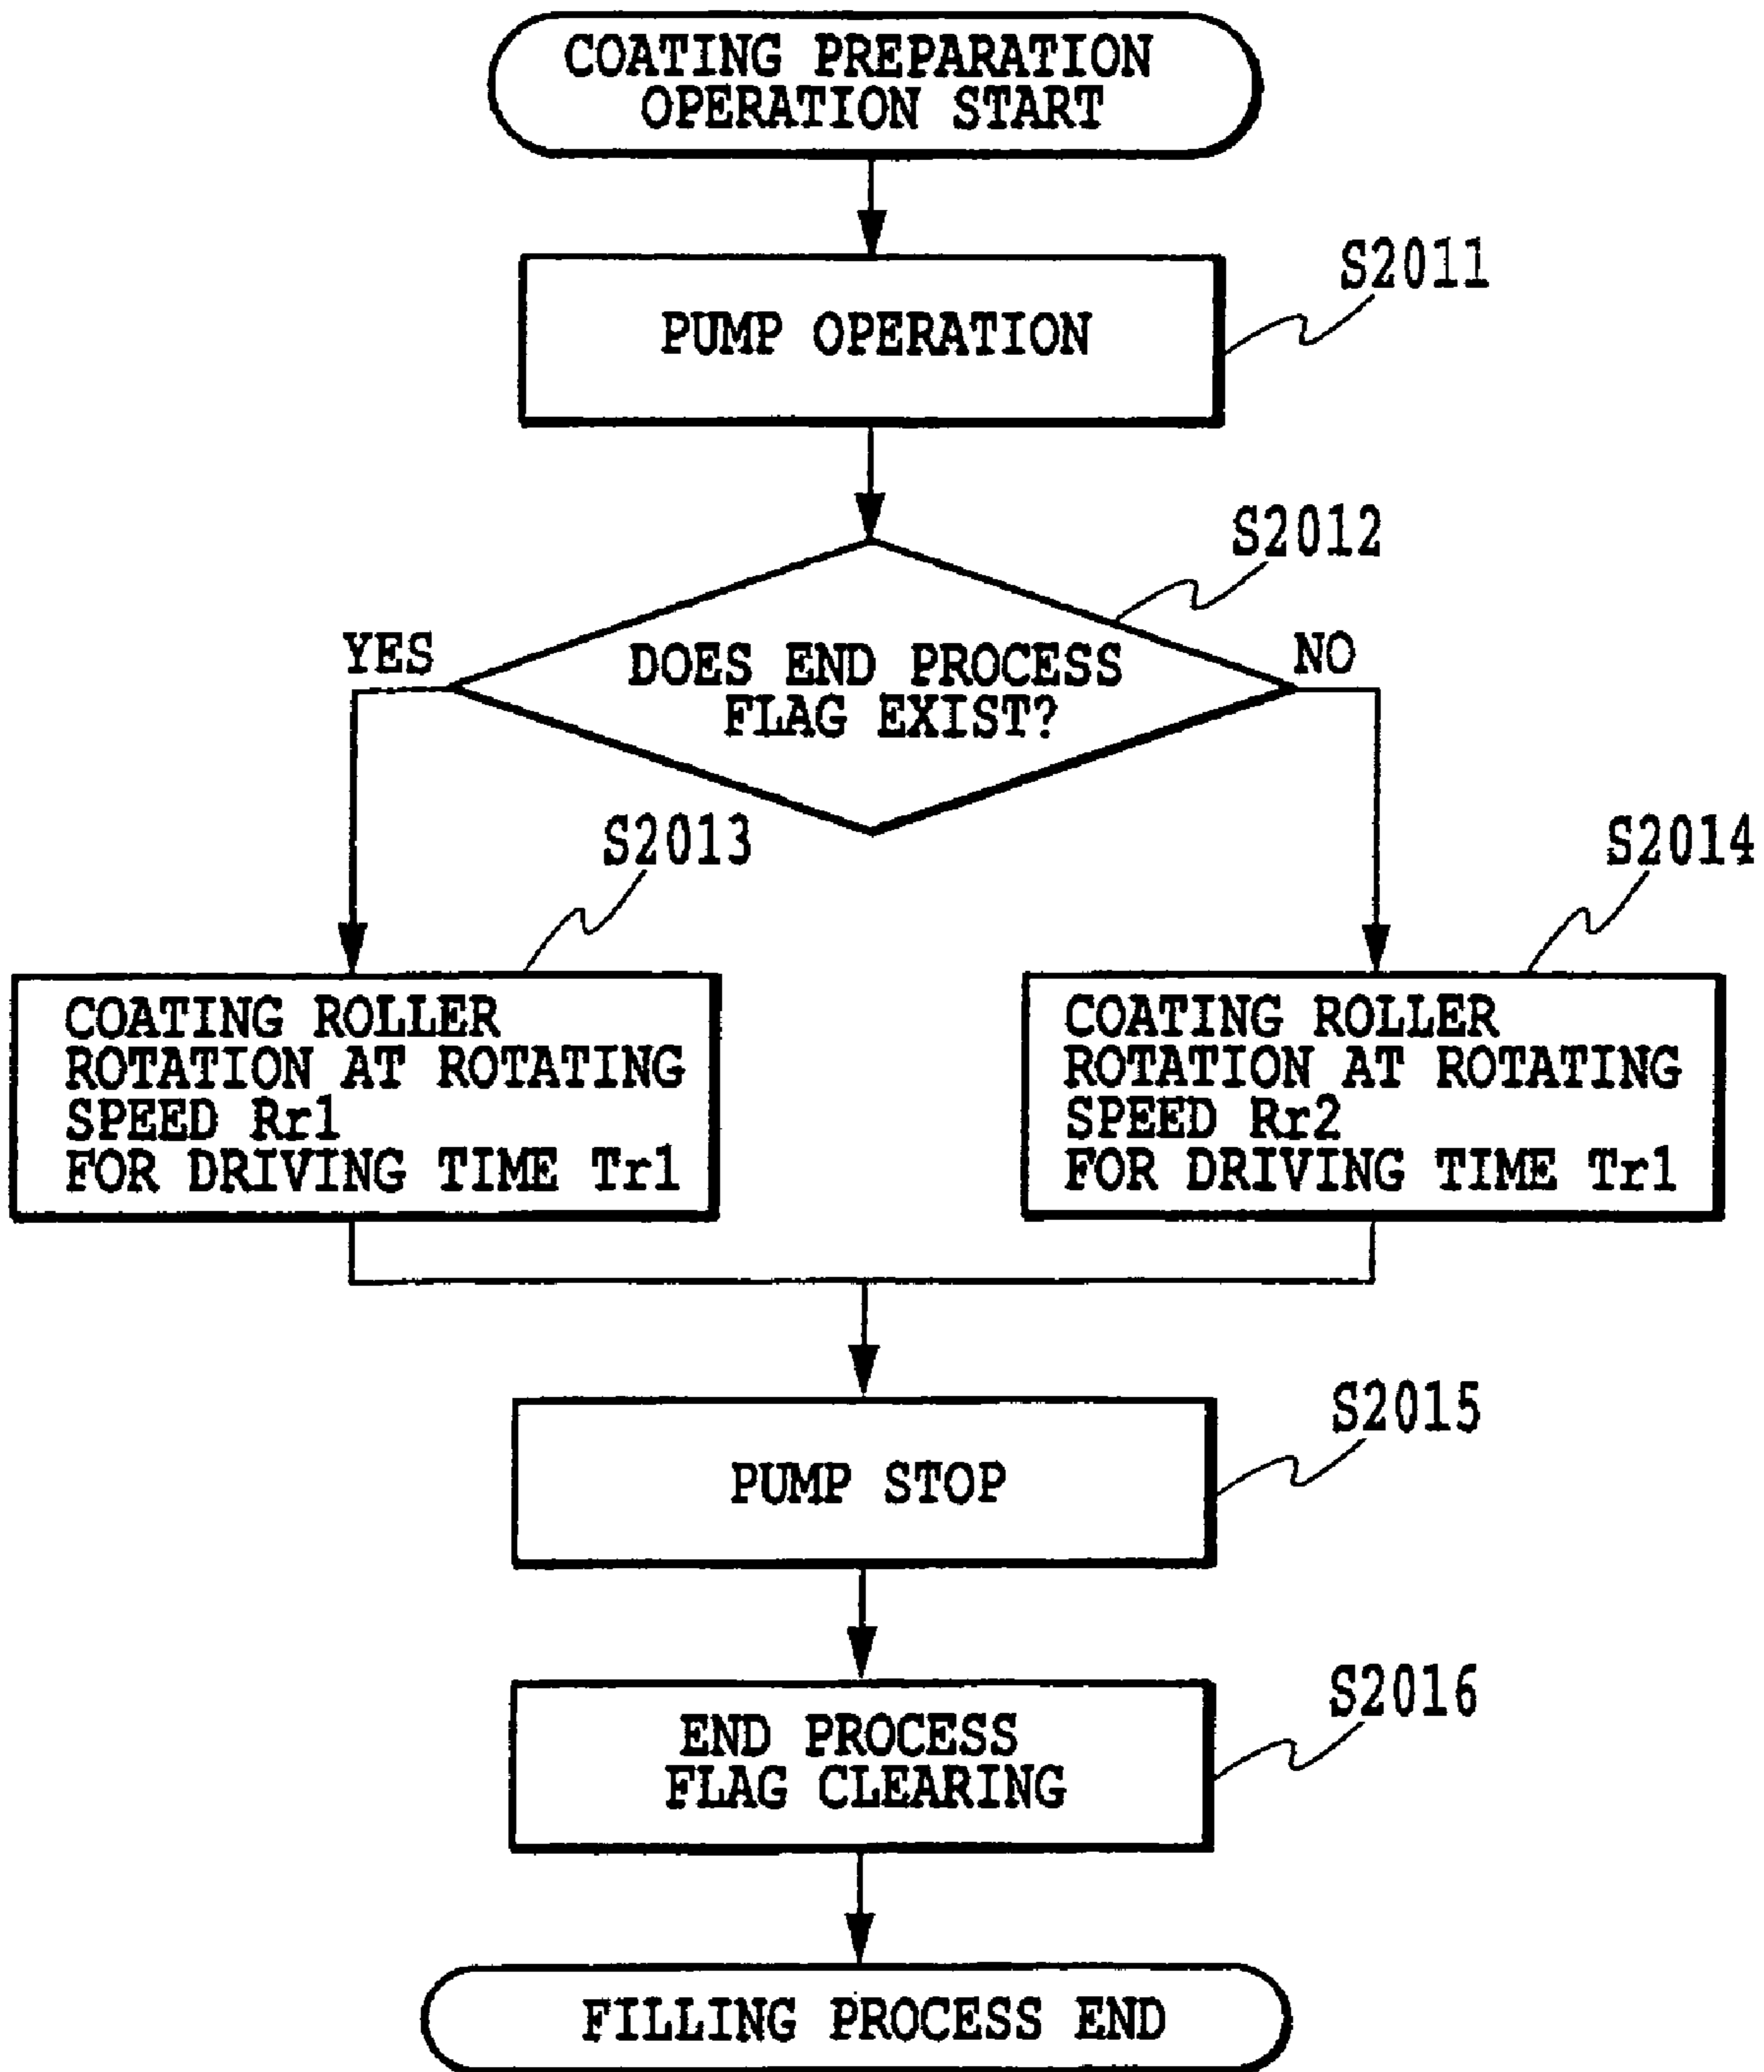 COATING PREPARATION
OPERATION START
S2011
PUMP OPERATION
S2012
YES
DOES END PROCESS
FLAG EXIST?
NO
S2013
S2014
COATING ROLLER
ROTATION AT ROTATING
SPEED Rr1
FOR DRIVING TIME Tr1
COATING ROLLER
ROTATION AT ROTATING
SPEED Rr2
FOR DRIVING TIME Tr1
S2015
PUMP STOP
S2016
END PROCESS
FLAG CLEARING
FILLING PROCESS END